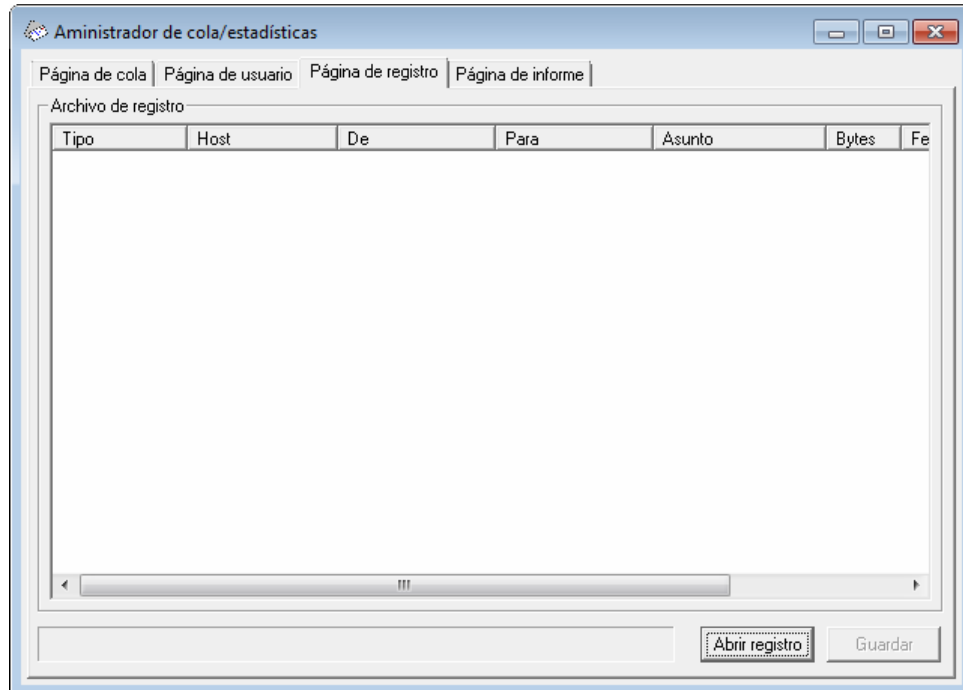 Aministrador de cola/estadísticas
Página de cola Página de usuario Página de registro Página de informe
Archivo de registro
Tipo Host De Para Asunto Bytes Fe
Abrir registro Guardar